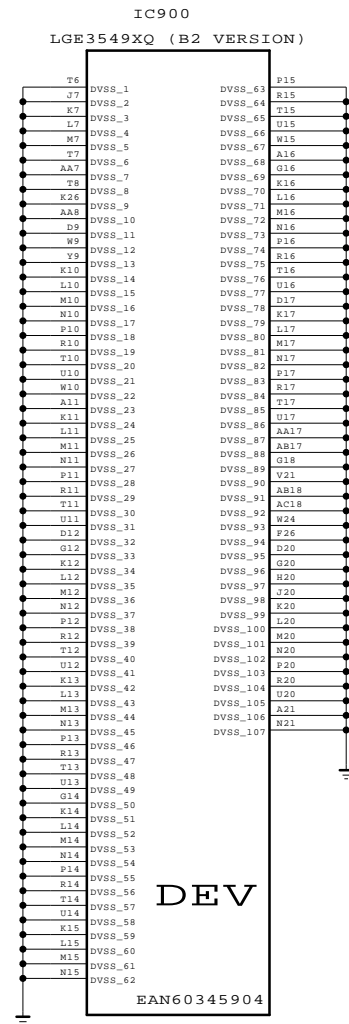 IC900
LGE3549XQ (B2 VERSION)
T6 DVSS_1
J7 DVSS_2
K7 DVSS_3
L7 DVSS_4
M7 DVSS_5
T7 DVSS_6
AA7 DVSS_7
T8 DVSS_8
K26 DVSS_9
AA8 DVSS_10
D9 DVSS_11
W9 DVSS_12
Y9 DVSS_13
K10 DVSS_14
L10 DVSS_15
M10 DVSS_16
N10 DVSS_17
P10 DVSS_18
R10 DVSS_19
T10 DVSS_20
U10 DVSS_21
W10 DVSS_22
A11 DVSS_23
K11 DVSS_24
L11 DVSS_25
M11 DVSS_26
N11 DVSS_27
P11 DVSS_28
R11 DVSS_29
T11 DVSS_30
U11 DVSS_31
D12 DVSS_32
G12 DVSS_33
K12 DVSS_34
L12 DVSS_35
M12 DVSS_36
N12 DVSS_37
P12 DVSS_38
R12 DVSS_39
T12 DVSS_40
U12 DVSS_41
K13 DVSS_42
L13 DVSS_43
M13 DVSS_44
N13 DVSS_45
P13 DVSS_46
R13 DVSS_47
T13 DVSS_48
U13 DVSS_49
G14 DVSS_50
K14 DVSS_51
L14 DVSS_52
M14 DVSS_53
N14 DVSS_54
P14 DVSS_55
R14 DVSS_56
T14 DVSS_57
U14 DVSS_58
K15 DVSS_59
L15 DVSS_60
M15 DVSS_61
N15 DVSS_62
DVSS_63 P15
DVSS_64 R15
DVSS_65 T15
DVSS_66 U15
DVSS_67 W15
DVSS_68 A16
DVSS_69 G16
DVSS_70 K16
DVSS_71 L16
DVSS_72 M16
DVSS_73 N16
DVSS_74 P16
DVSS_75 R16
DVSS_76 T16
DVSS_77 U16
DVSS_78 D17
DVSS_79 K17
DVSS_80 L17
DVSS_81 M17
DVSS_82 N17
DVSS_83 P17
DVSS_84 R17
DVSS_85 T17
DVSS_86 U17
DVSS_87 AA17
DVSS_88 AB17
DVSS_89 G18
DVSS_90 V21
DVSS_91 AB18
DVSS_92 AC18
DVSS_93 W24
DVSS_94 F26
DVSS_95 D20
DVSS_96 G20
DVSS_97 H20
DVSS_98 J20
DVSS_99 K20
DVSS_100 L20
DVSS_101 M20
DVSS_102 N20
DVSS_103 P20
DVSS_104 R20
DVSS_105 U20
DVSS_106 A21
DVSS_107 N21
DEV
EAN60345904